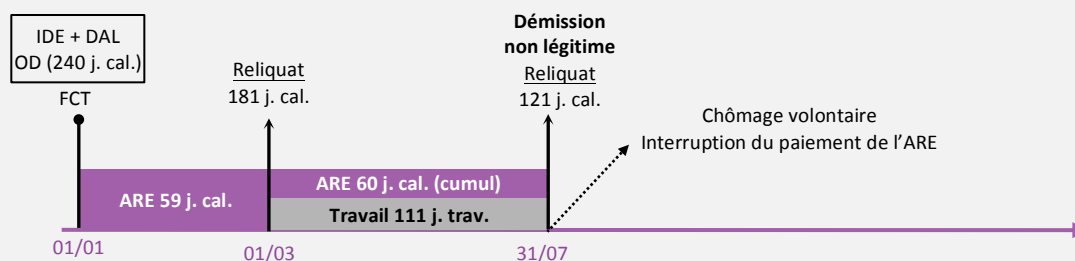 IDE + DAL
OD (240 j. cal.)
FCT
Reliquat
181 j. cal.
Démission
non légitime
Reliquat
121 j. cal.
Chômage volontaire
Interruption du paiement de l’ARE
ARE 59 j. cal.
ARE 60 j. cal. (cumul)
Travail 111 j. trav.
01/01
01/03
31/07